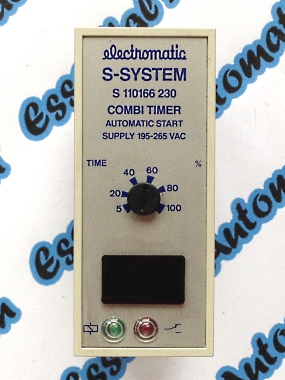 electromatic
S-SYSTEM
S 110166 230
COMBI TIMER
AUTOMATIC START
SUPPLY 195-265 VAC
TIME %
40 60
20 80
5 100